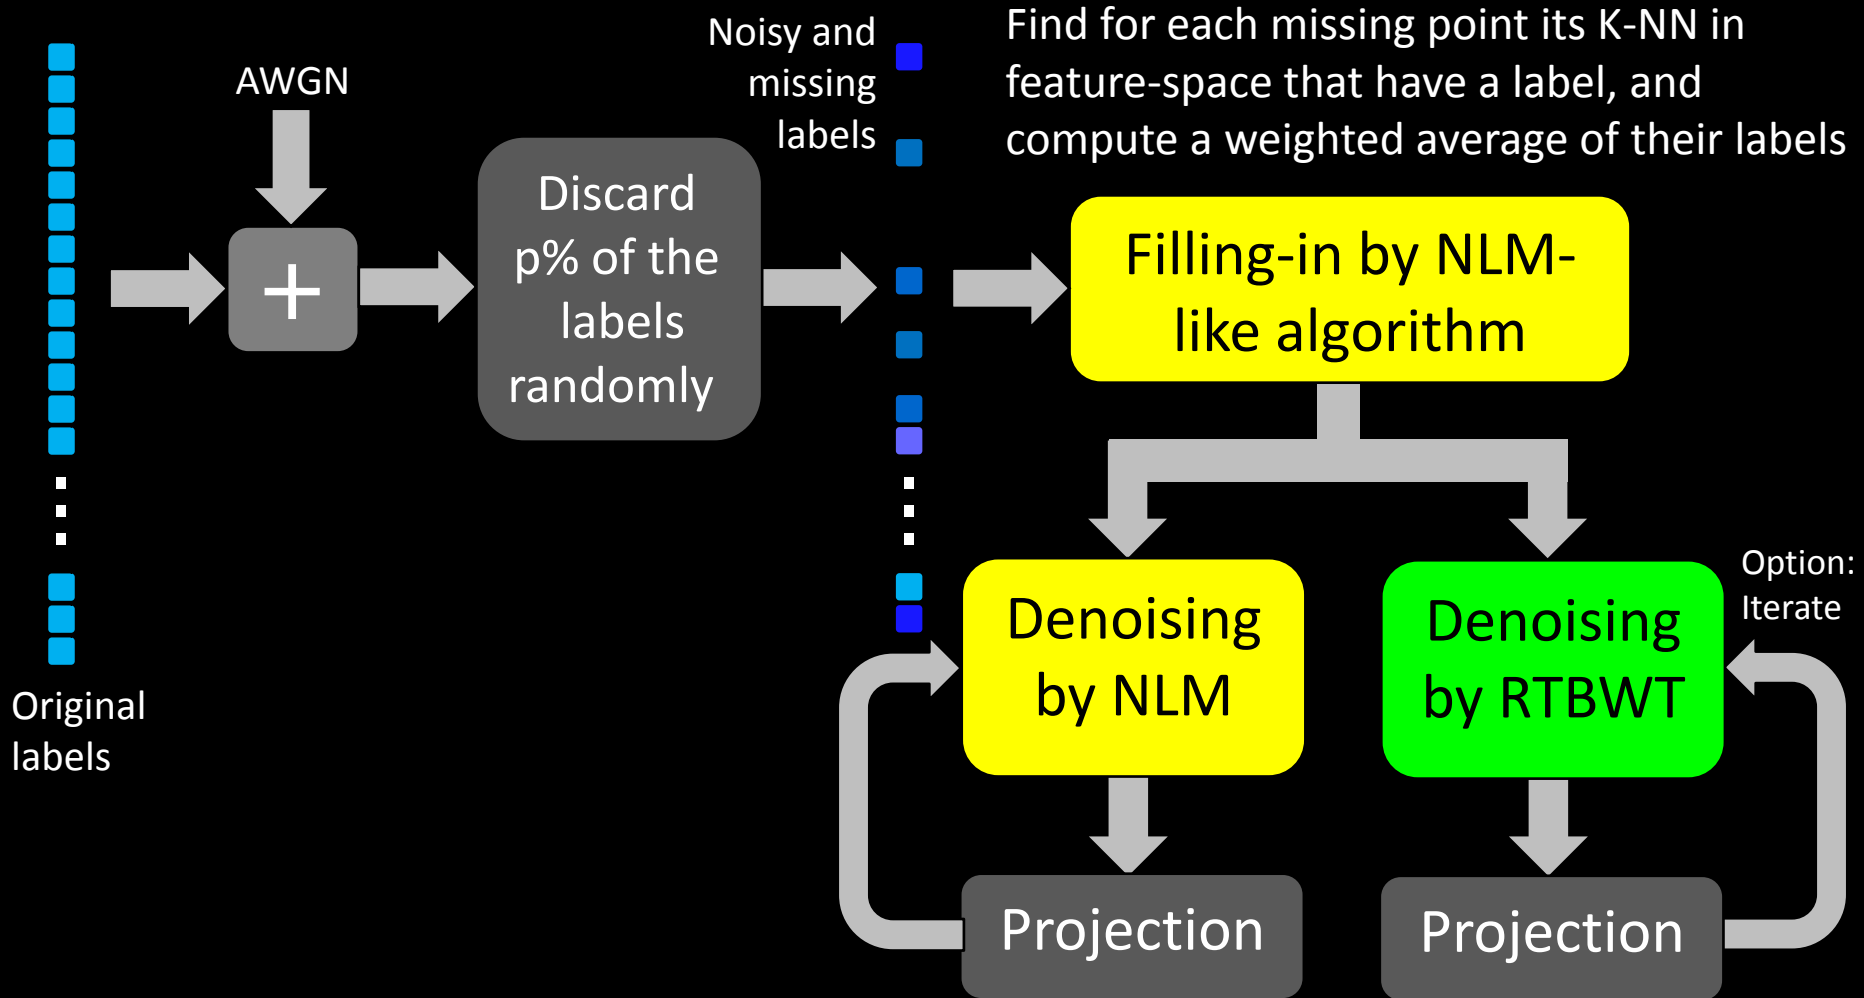 Original
labels
AWGN
+
Discard
p% of the
labels
randomly
Noisy and
missing
labels
Find for each missing point its K-NN in
feature-space that have a label, and
compute a weighted average of their labels
Filling-in by NLM-
like algorithm
Denoising
by NLM
Denoising
by RTBWT
Option:
Iterate
Projection
Projection